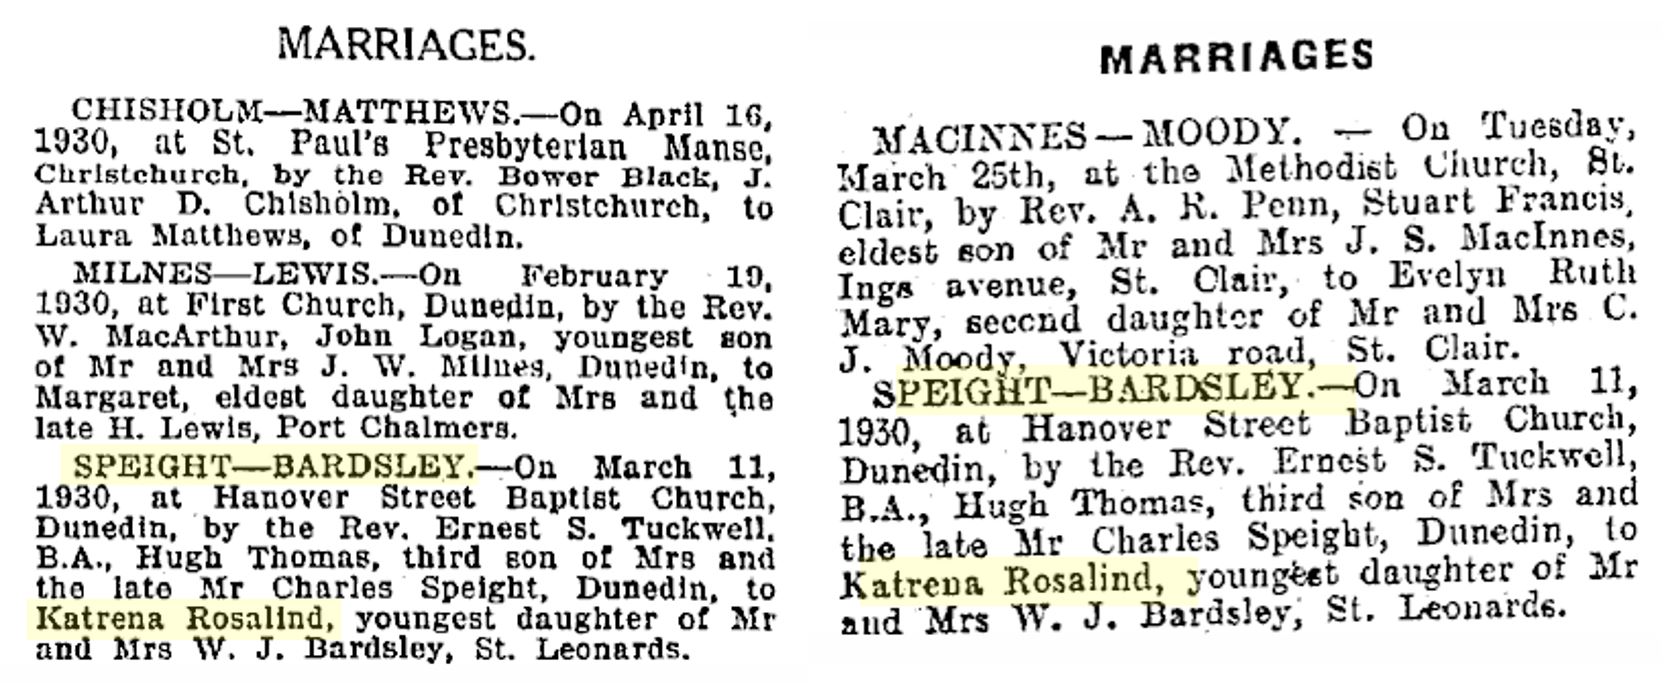 MARRIAGES.
CHISHOLM—MATTHEWS.—On April 16,
1930, at St. Paul's Presbyterian Manse,
Christchurch, by the Rev. Bower Black, J.
Arthur D. Chisholm, of Christchurch, to
Laura Matthews, of Dunedin.
MILNES—LEWIS.—On February 19,
1930, at First Church, Dunedin, by the Rev.
W. MacArthur, John Logan, youngest son
of Mr and Mrs J. W. Milnes, Dunedin, to
Margaret, eldest daughter of Mrs and the
late H. Lewis, Port Chalmers.
SPEIGHT—BARDSLEY.—On March 11,
1930, at Hanover Street Baptist Church,
Dunedin, by the Rev. Ernest S. Tuckwell,
B.A., Hugh Thomas, third son of Mrs and
the late Mr Charles Speight, Dunedin, to
Katrena Rosalind, youngest daughter of Mr
and Mrs W. J. Bardsley, St. Leonards.
MARRIAGES
MACINNES—MOODY. — On Tuesday,
March 25th, at the Methodist Church, St.
Clair, by Rev. A. R. Penn, Stuart Francis,
eldest son of Mr and Mrs J. S. MacInnes,
Ings avenue, St. Clair, to Evelyn Ruth
Mary, second daughter of Mr and Mrs C.
J. Moody, Victoria road, St. Clair.
SPEIGHT—BARDSLEY.—On March 11,
1930, at Hanover Street Baptist Church,
Dunedin, by the Rev. Ernest S. Tuckwell,
B.A., Hugh Thomas, third son of Mrs and
the late Mr Charles Speight, Dunedin, to
Katrena Rosalind, youngest daughter of Mr
and Mrs W. J. Bardsley, St. Leonards.